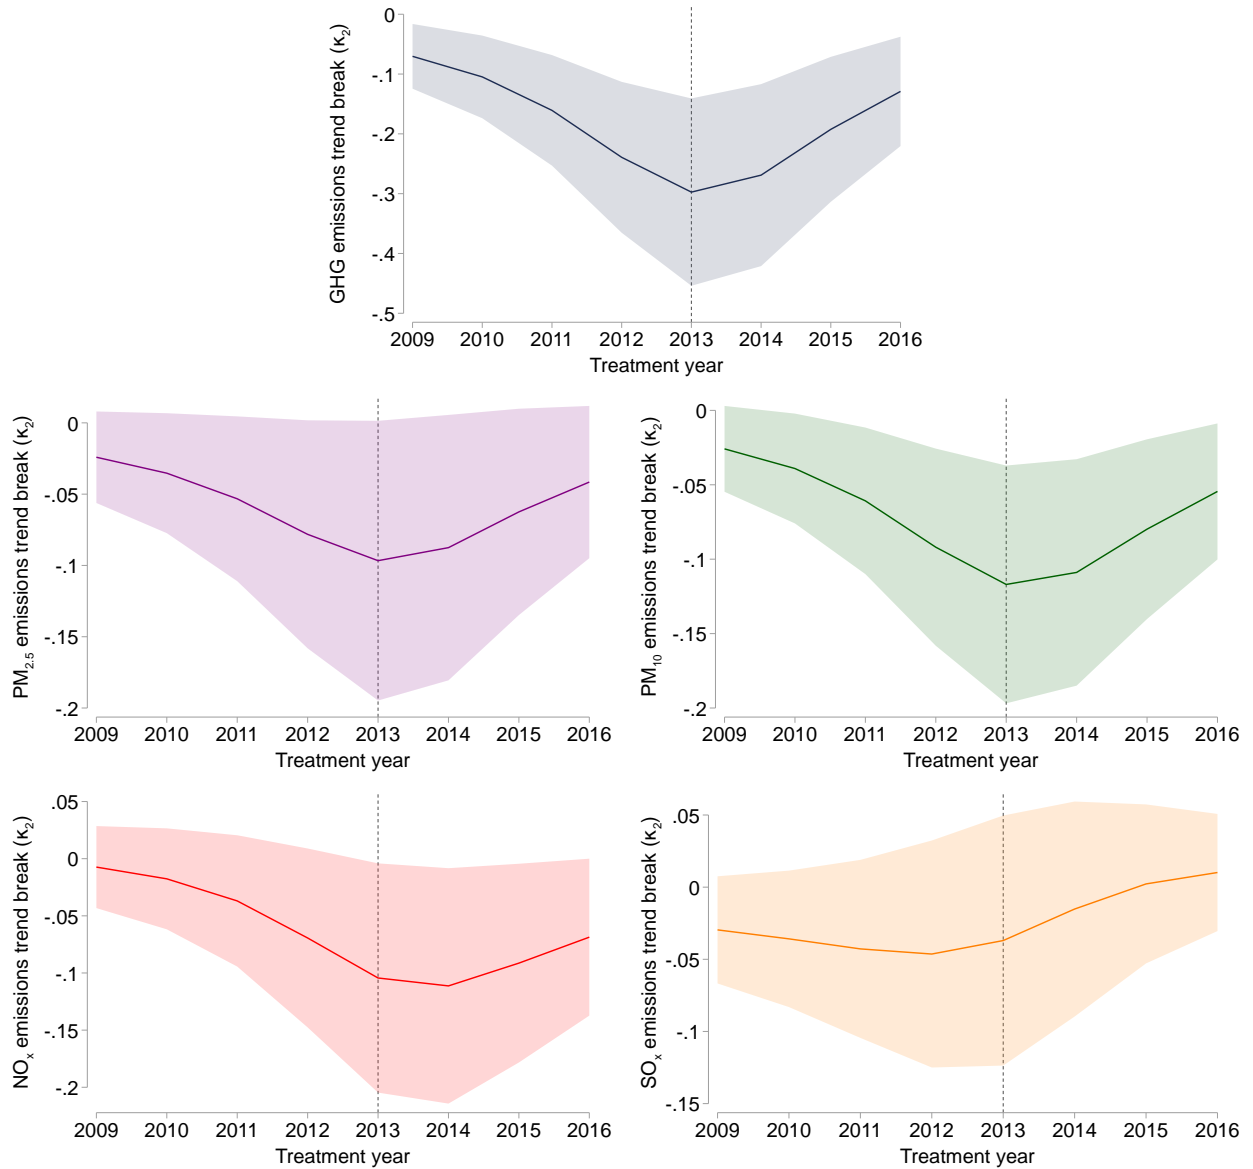 GHG emissions trend break (κ₂)
0
-.1
-.2
-.3
-.4
-.5
2009 2010 2011 2012 2013 2014 2015 2016
Treatment year
PM₂.₅ emissions trend break (κ₂)
0
-.05
-.1
-.15
-.2
2009 2010 2011 2012 2013 2014 2015 2016
Treatment year
PM₁₀ emissions trend break (κ₂)
0
-.05
-.1
-.15
-.2
2009 2010 2011 2012 2013 2014 2015 2016
Treatment year
NOₓ emissions trend break (κ₂)
.05
0
-.05
-.1
-.15
-.2
2009 2010 2011 2012 2013 2014 2015 2016
Treatment year
SOₓ emissions trend break (κ₂)
.05
0
-.05
-.1
-.15
2009 2010 2011 2012 2013 2014 2015 2016
Treatment year